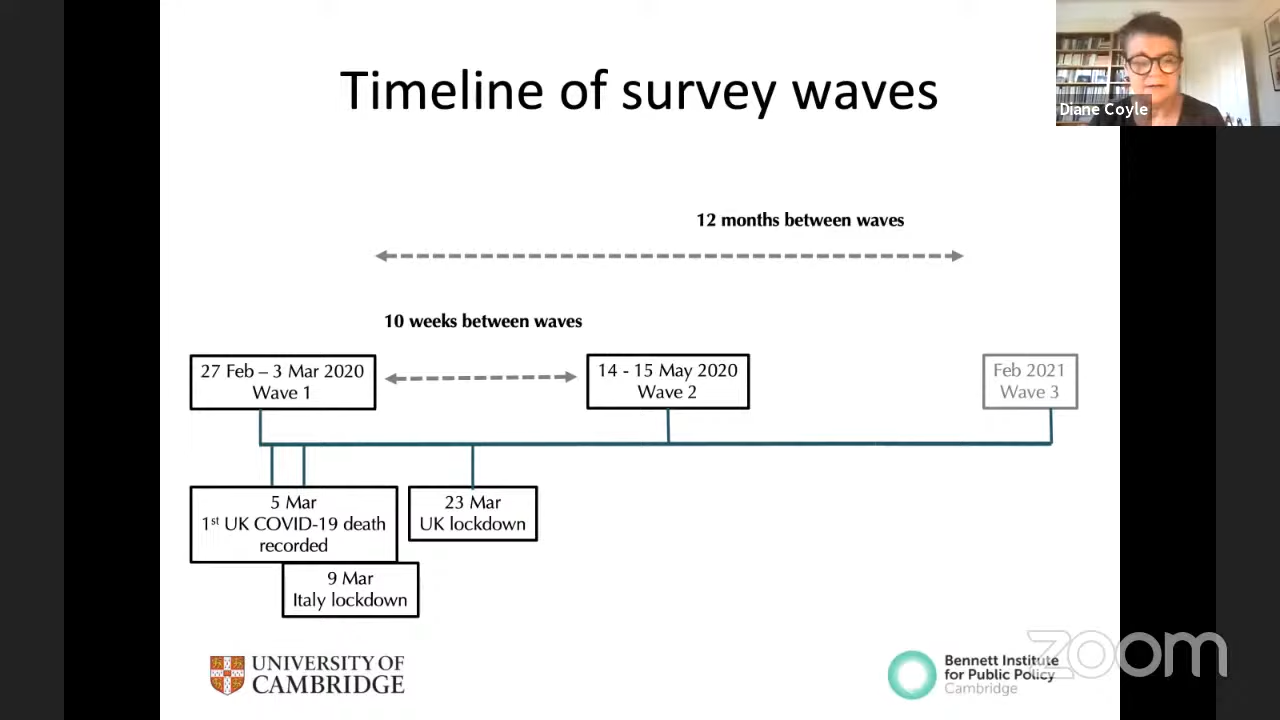 Timeline of survey waves
Diane Coyle
12 months between waves
10 weeks between waves
27 Feb – 3 Mar 2020
Wave 1
14 - 15 May 2020
Wave 2
Feb 2021
Wave 3
5 Mar
1st UK COVID-19 death
recorded
23 Mar
UK lockdown
9 Mar
Italy lockdown
UNIVERSITY OF
CAMBRIDGE
Bennett Institute
for Public Policy
Cambridge
zoom